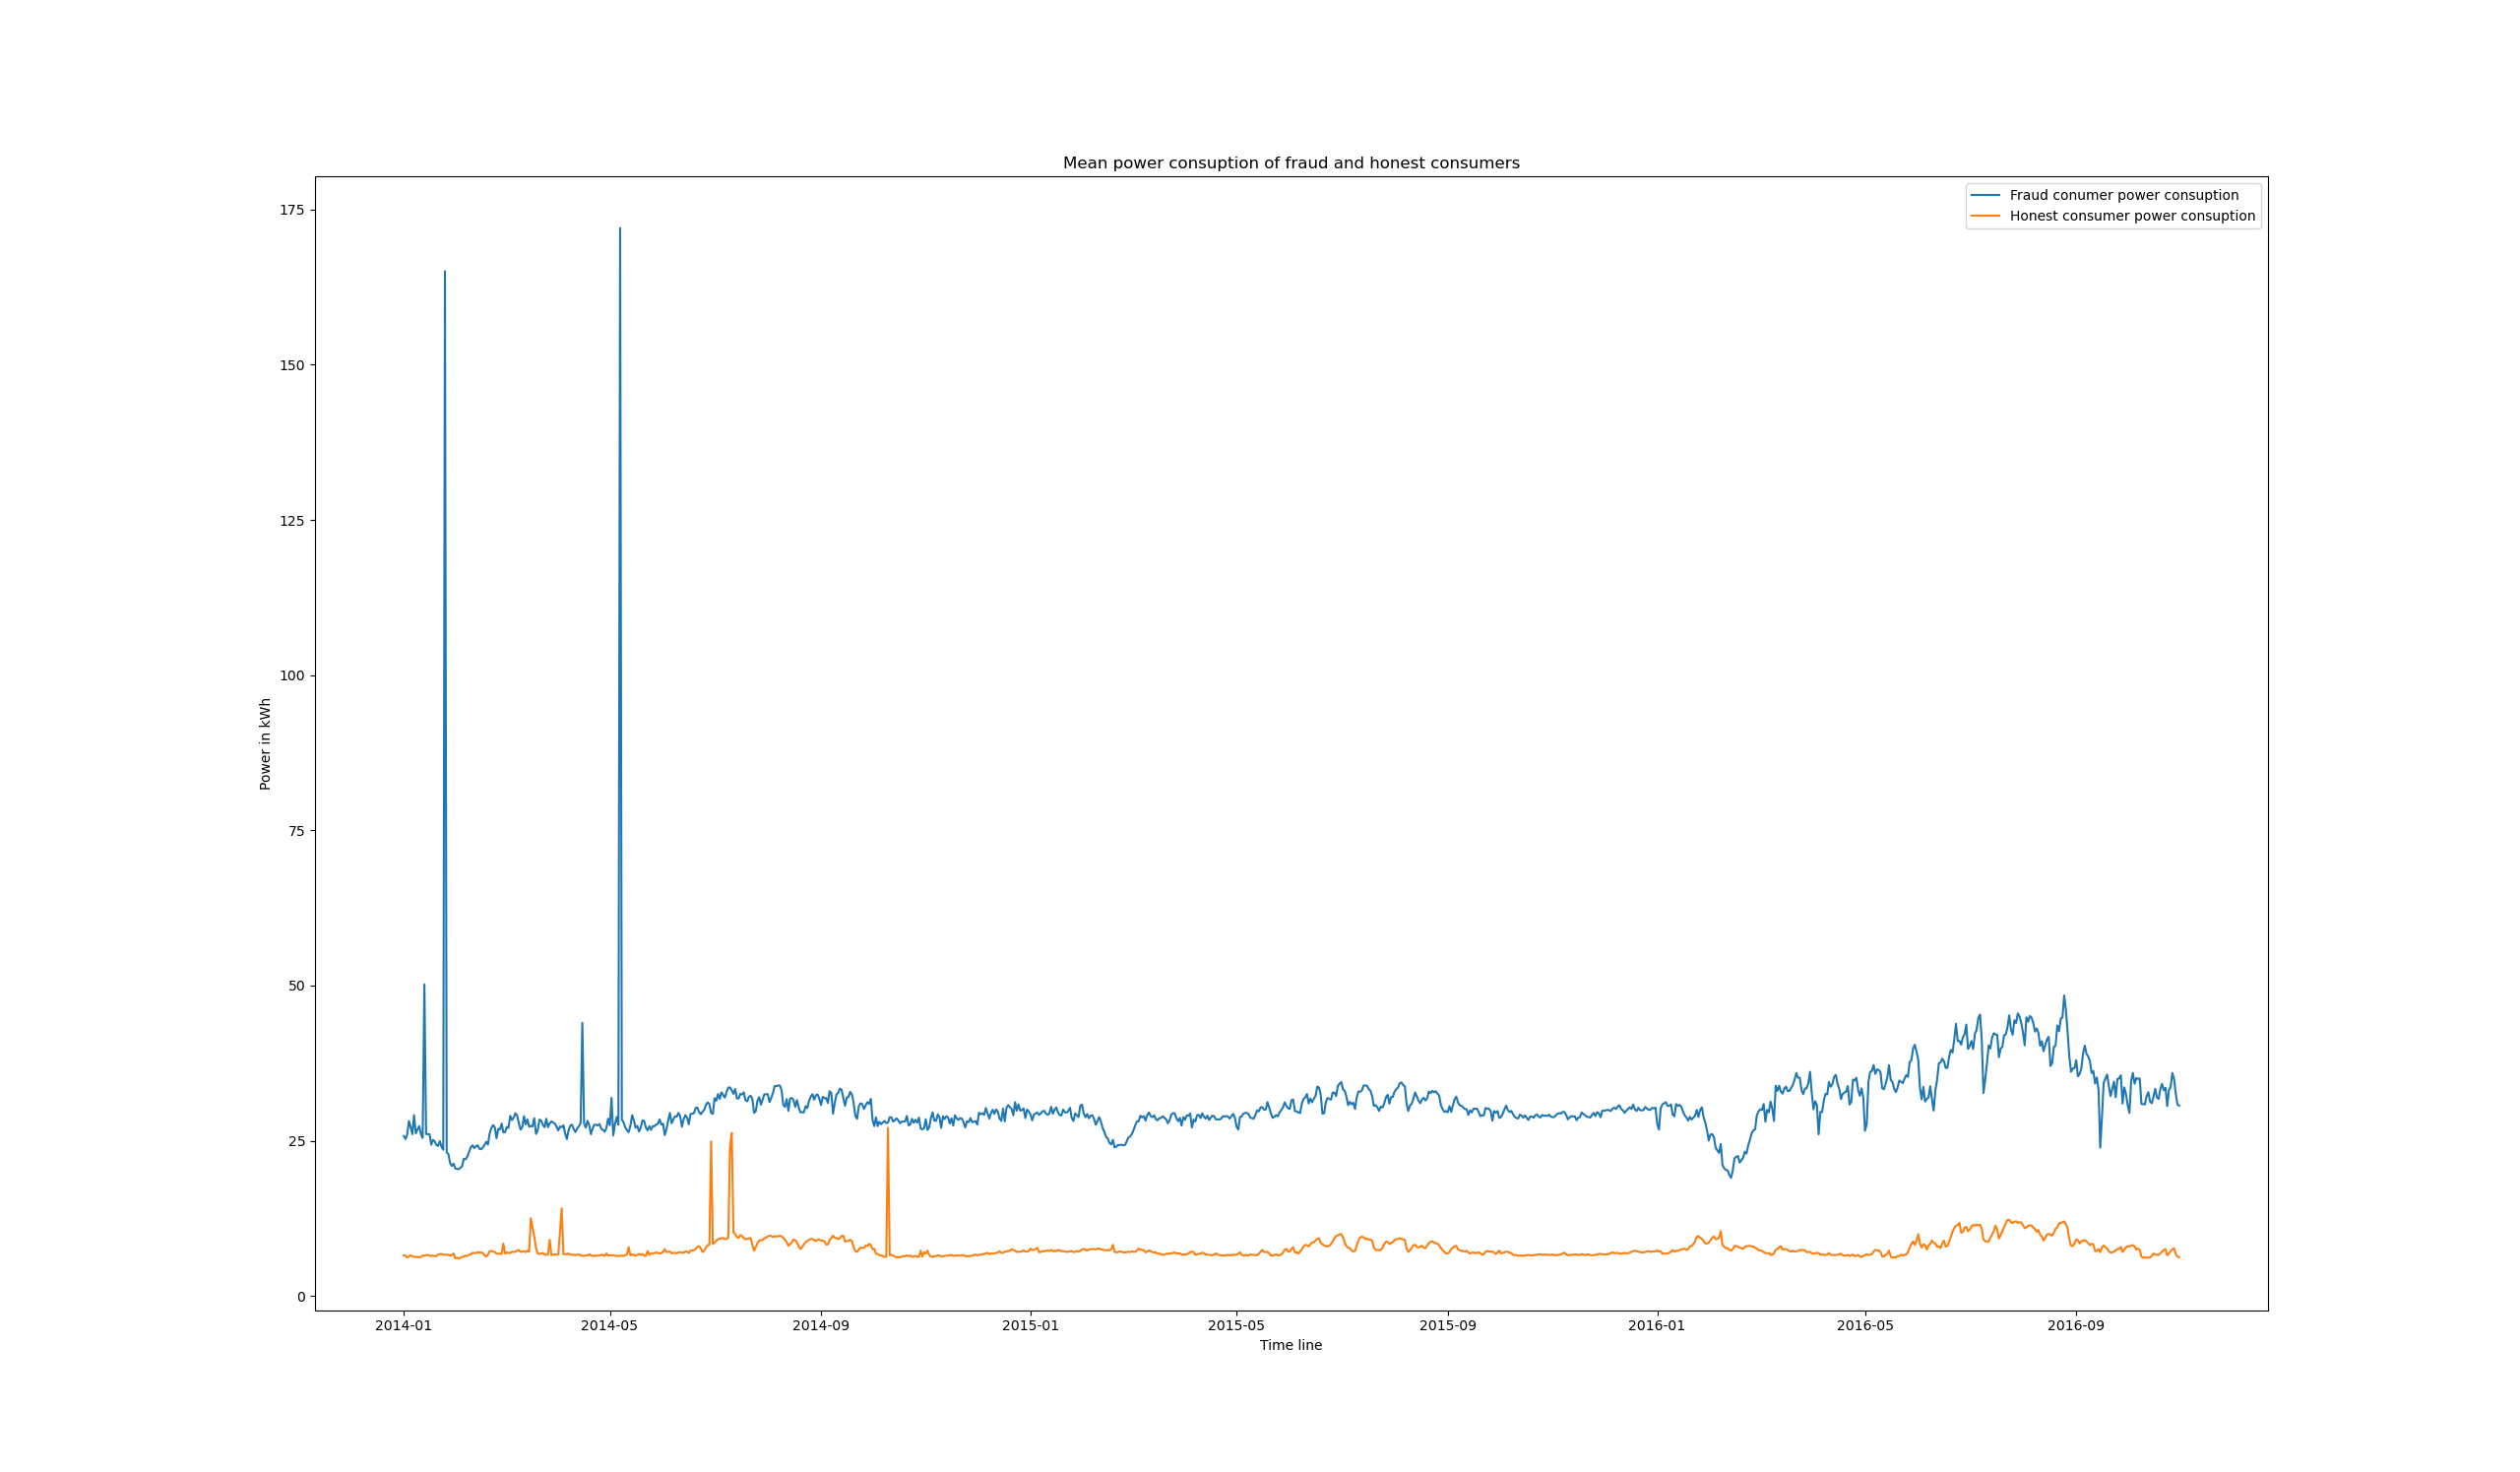 Mean power consuption of fraud and honest consumers
Fraud conumer power consuption
Honest consumer power consuption
175
150
125
100
75
50
25
0
Power in kWh
2014-01 2014-05 2014-09 2015-01 2015-05 2015-09 2016-01 2016-05 2016-09
Time line